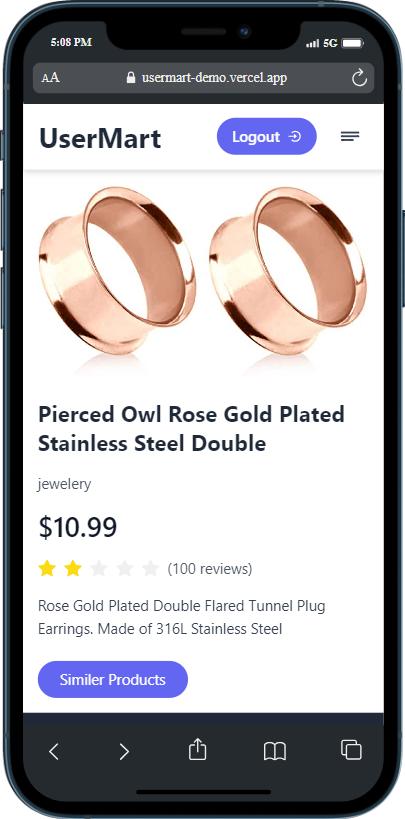 5:08 PM 5G
AA usermart-demo.vercel.app
UserMart Logout
Pierced Owl Rose Gold Plated
Stainless Steel Double
jewelery
$10.99
(100 reviews)
Rose Gold Plated Double Flared Tunnel Plug
Earrings. Made of 316L Stainless Steel
Similer Products